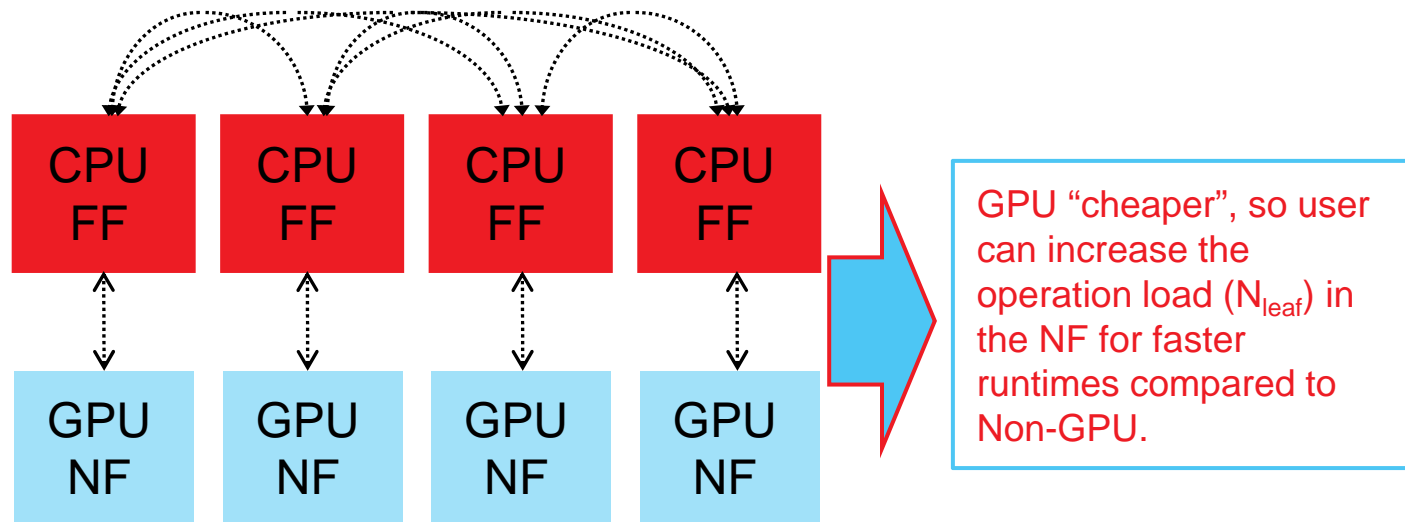 CPU
FF
CPU
FF
CPU
FF
CPU
FF
GPU
NF
GPU
NF
GPU
NF
GPU
NF
GPU “cheaper”, so user
can increase the
operation load (Nleaf) in
the NF for faster
runtimes compared to
Non-GPU.